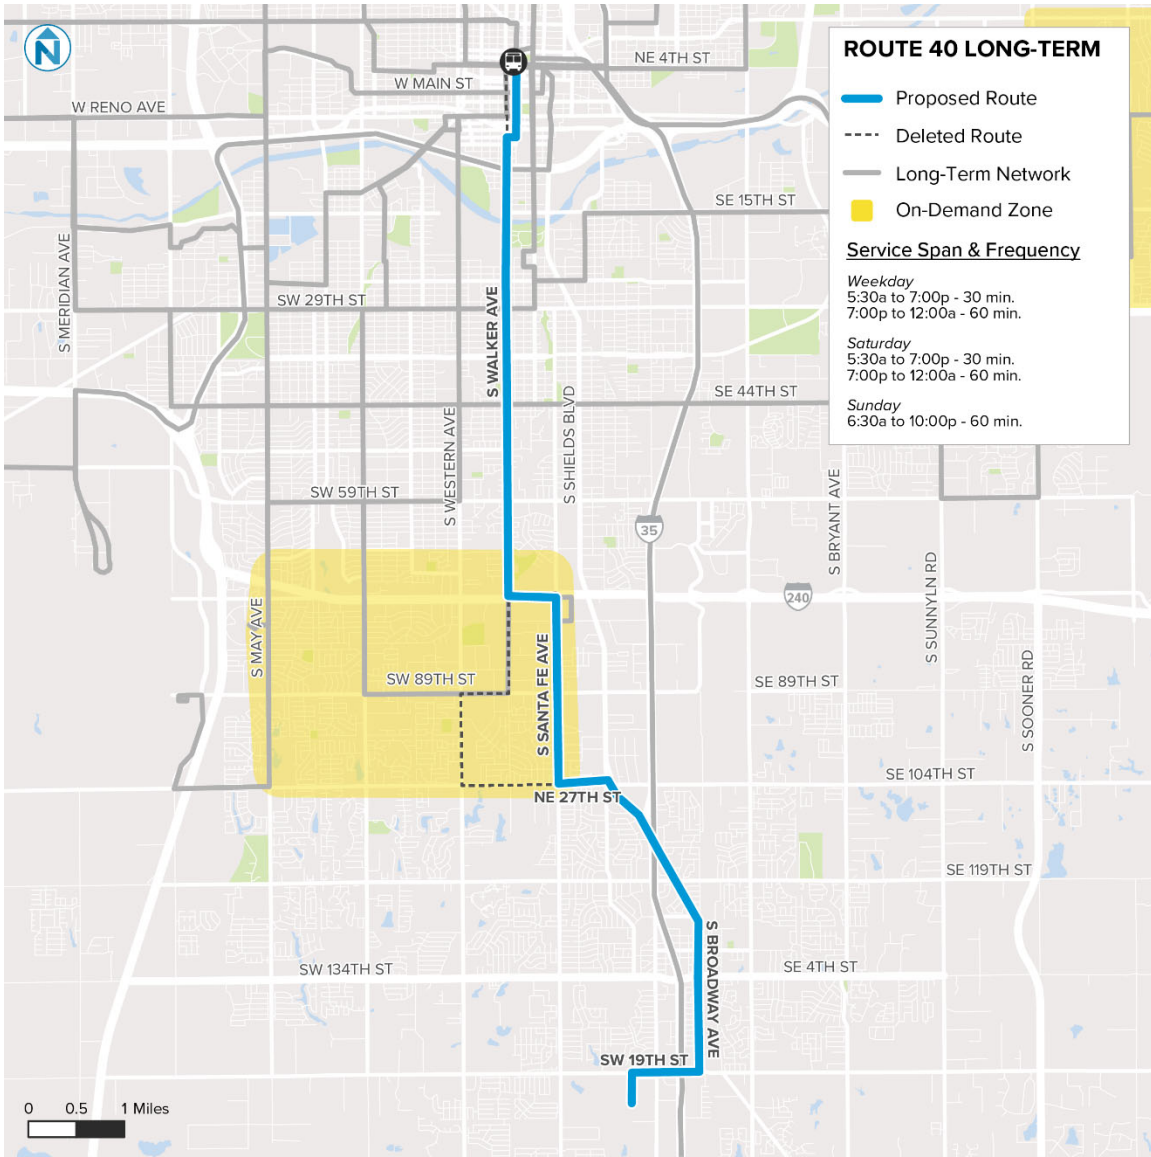 N
ROUTE 40 LONG-TERM
Proposed Route
Deleted Route
Long-Term Network
On-Demand Zone
Service Span & Frequency
Weekday
5:30a to 7:00p - 30 min.
7:00p to 12:00a - 60 min.
Saturday
5:30a to 7:00p - 30 min.
7:00p to 12:00a - 60 min.
Sunday
6:30a to 10:00p - 60 min.
NE 4TH ST
W MAIN ST
W RENO AVE
SE 15TH ST
S MERIDIAN AVE
SW 29TH ST
S WALKER AVE
SE 44TH ST
S SHIELDS BLVD
S WESTERN AVE
SW 59TH ST
S BRYANT AVE
35
240
S SUNNYLN RD
S MAY AVE
SW 89TH ST
S SANTA FE AVE
SE 89TH ST
S SOONER RD
SE 104TH ST
NE 27TH ST
SE 119TH ST
S BROADWAY AVE
SW 134TH ST
SE 4TH ST
SW 19TH ST
0 0.5 1 Miles